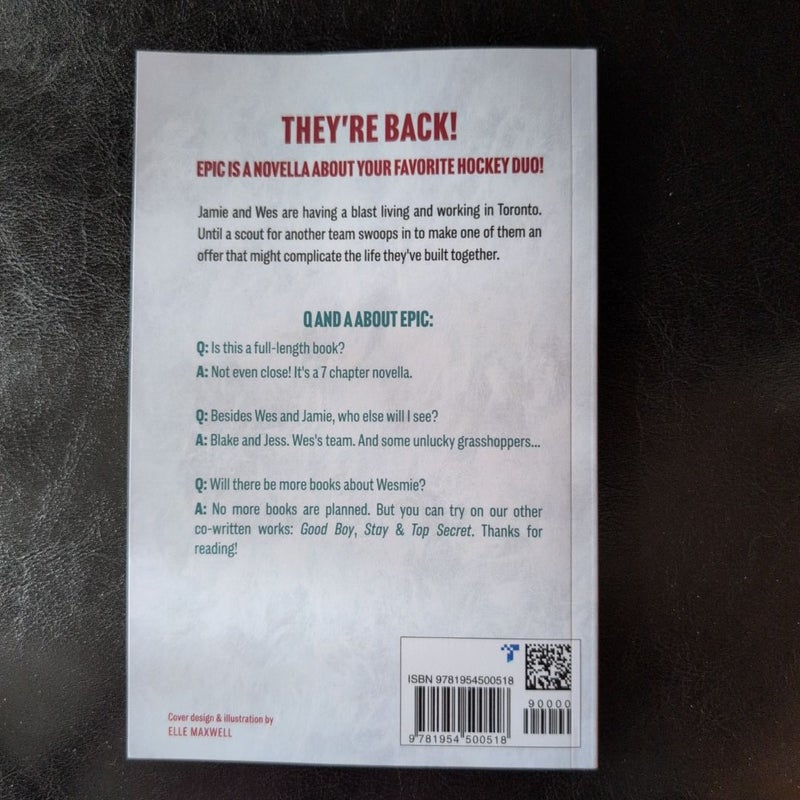 THEY'RE BACK!
EPIC IS A NOVELLA ABOUT YOUR FAVORITE HOCKEY DUO!
Jamie and Wes are having a blast living and working in Toronto.
Until a scout for another team swoops in to make one of them an
offer that might complicate the life they've built together.
Q AND A ABOUT EPIC:
Q: Is this a full-length book?
A: Not even close! It's a 7 chapter novella.
Q: Besides Wes and Jamie, who else will I see?
A: Blake and Jess. Wes's team. And some unlucky grasshoppers...
Q: Will there be more books about Wesmie?
A: No more books are planned. But you can try on our other
co-written works: Good Boy, Stay & Top Secret. Thanks for
reading!
ISBN 9781954500518
90000
9 781954 500518
Cover design & illustration by
ELLE MAXWELL